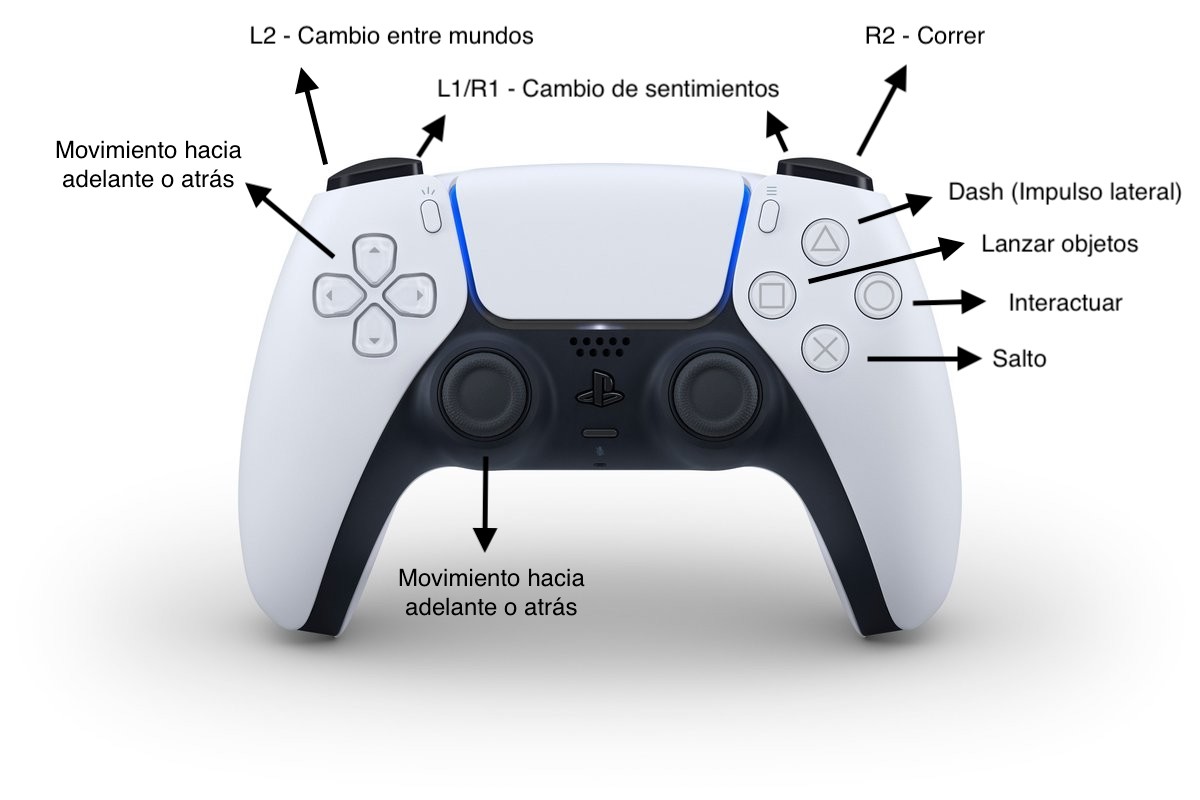 L2 - Cambio entre mundos
R2 - Correr
L1/R1 - Cambio de sentimientos
Movimiento hacia
adelante o atrás
Dash (Impulso lateral)
Lanzar objetos
Interactuar
Salto
Movimiento hacia
adelante o atrás